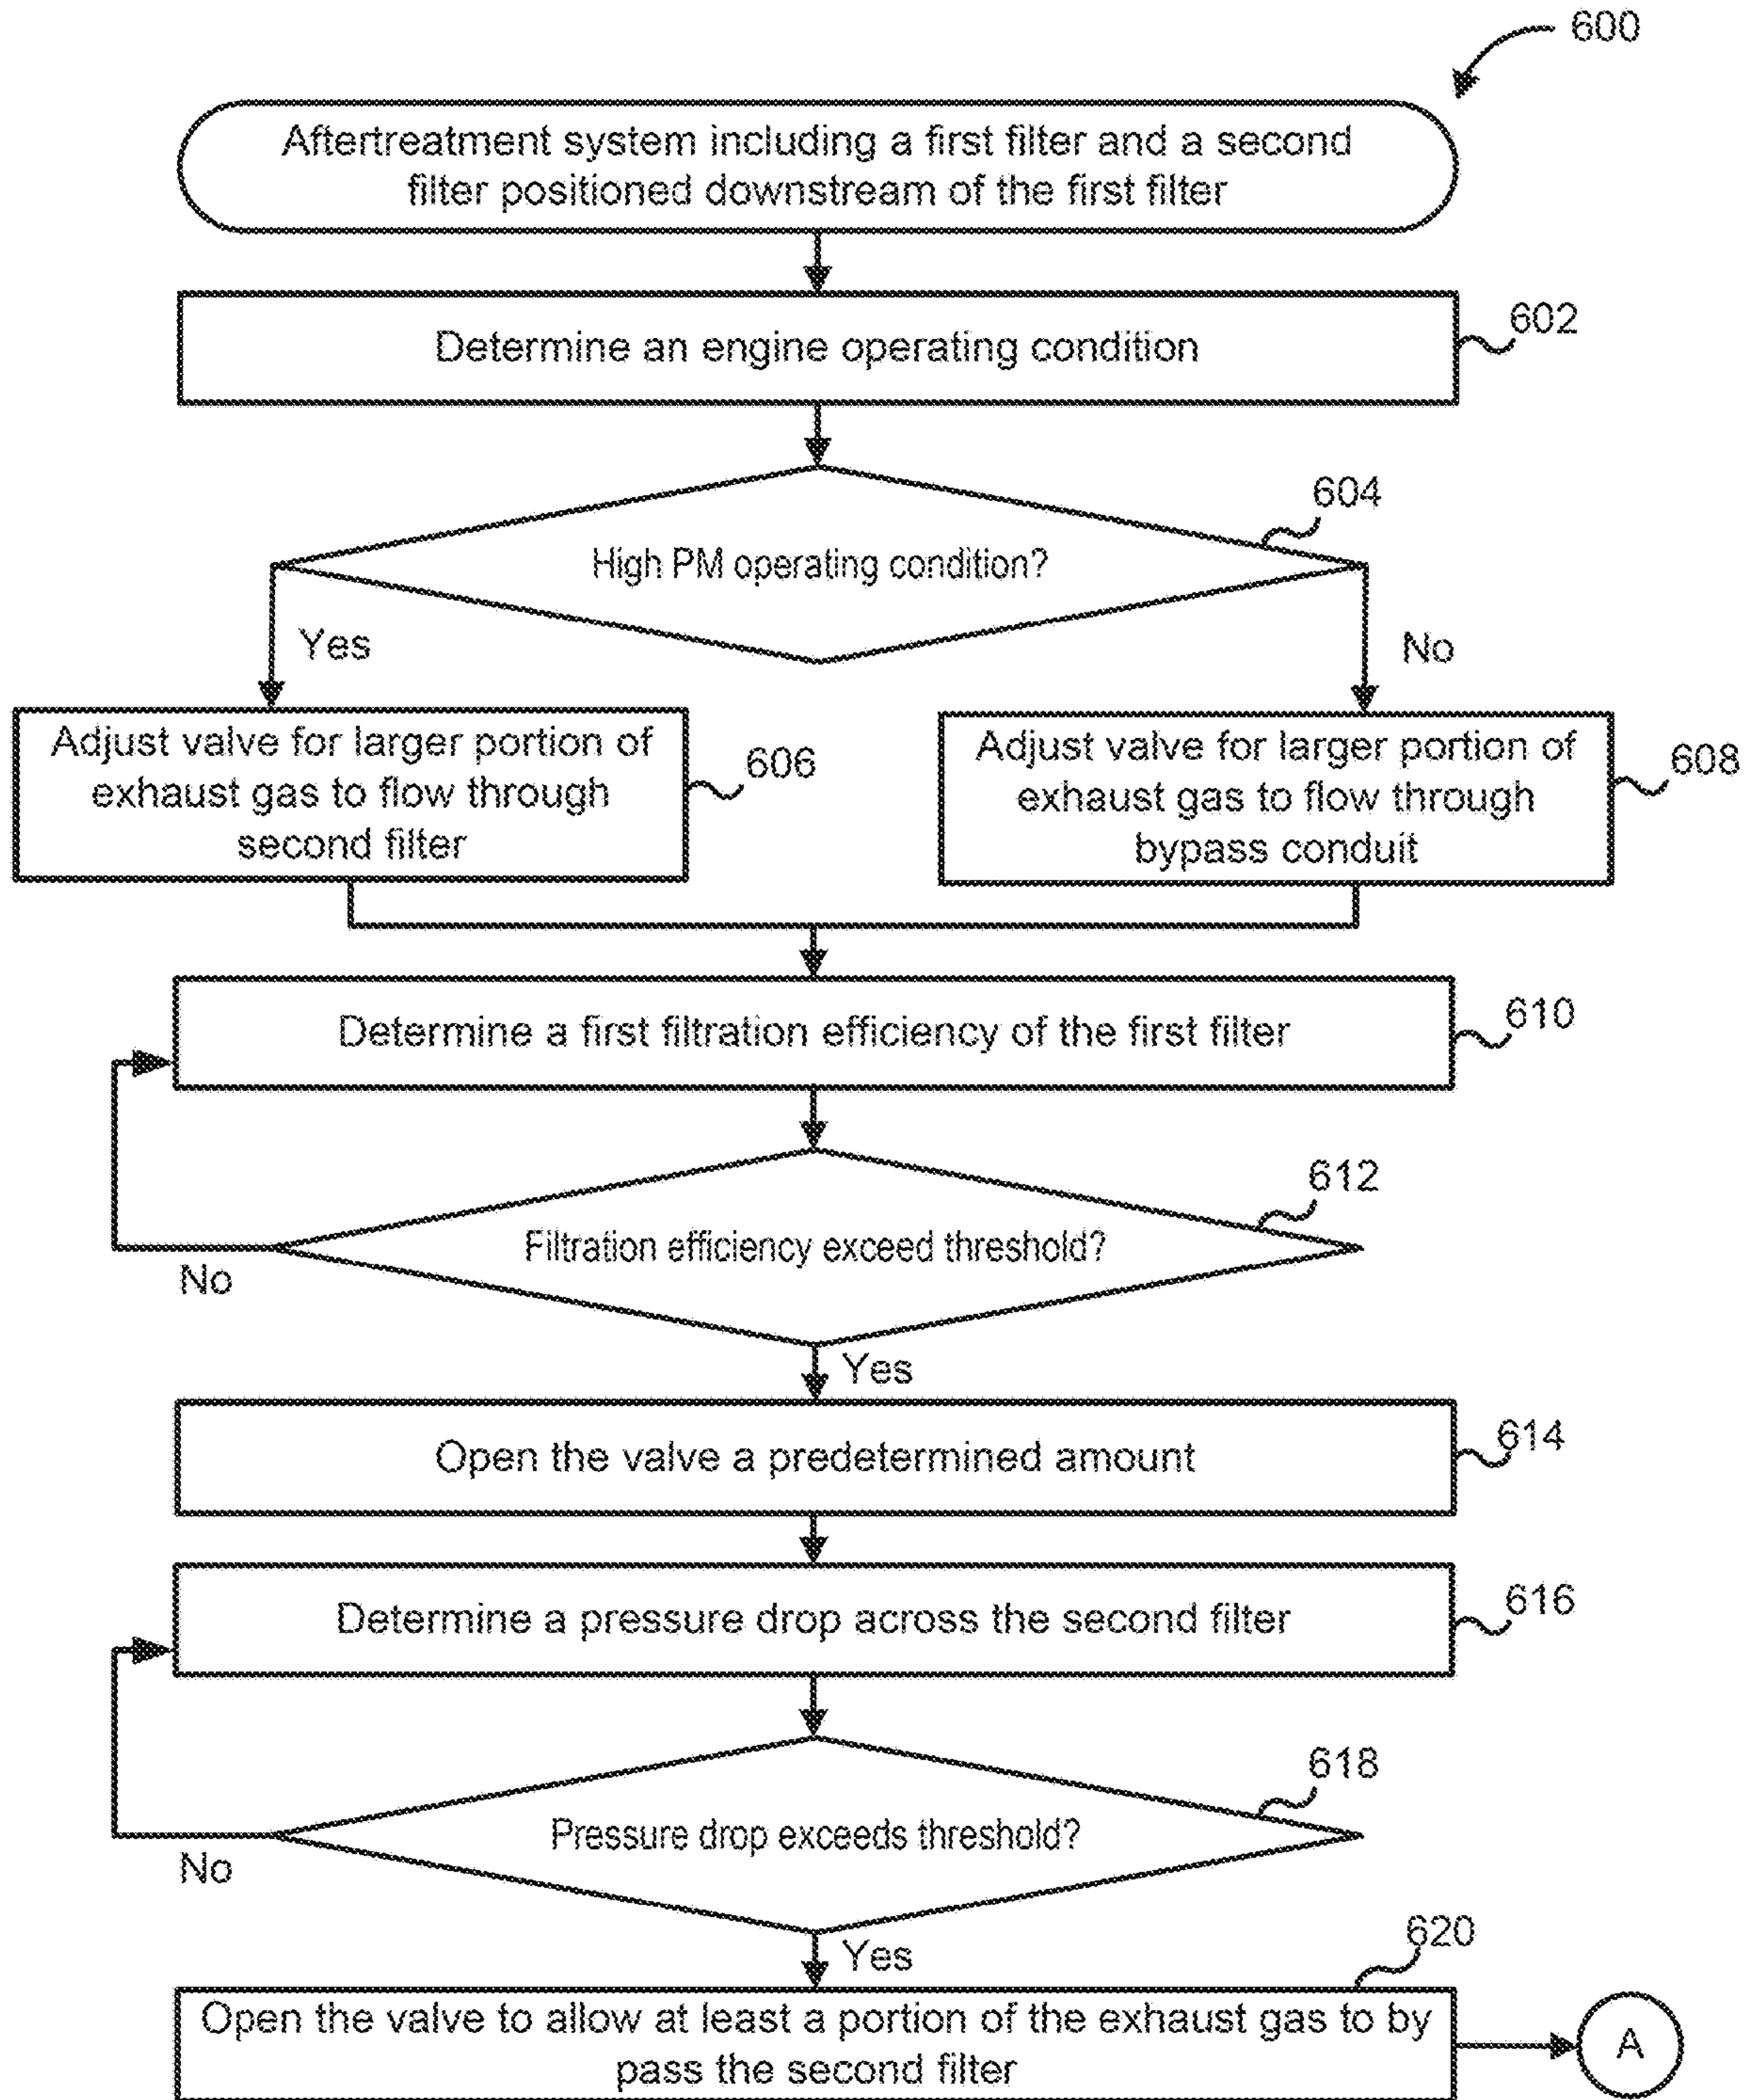 600
Aftertreatment system including a first filter and a second
filter positioned downstream of the first filter
Determine an engine operating condition
602
High PM operating condition?
604
Yes
No
Adjust valve for larger portion of
exhaust gas to flow through
second filter
606
Adjust valve for larger portion of
exhaust gas to flow through
bypass conduit
608
Determine a first filtration efficiency of the first filter
610
Filtration efficiency exceed threshold?
612
No
Yes
Open the valve a predetermined amount
614
Determine a pressure drop across the second filter
616
Pressure drop exceeds threshold?
618
No
Yes
620
Open the valve to allow at least a portion of the exhaust gas to by
pass the second filter
A